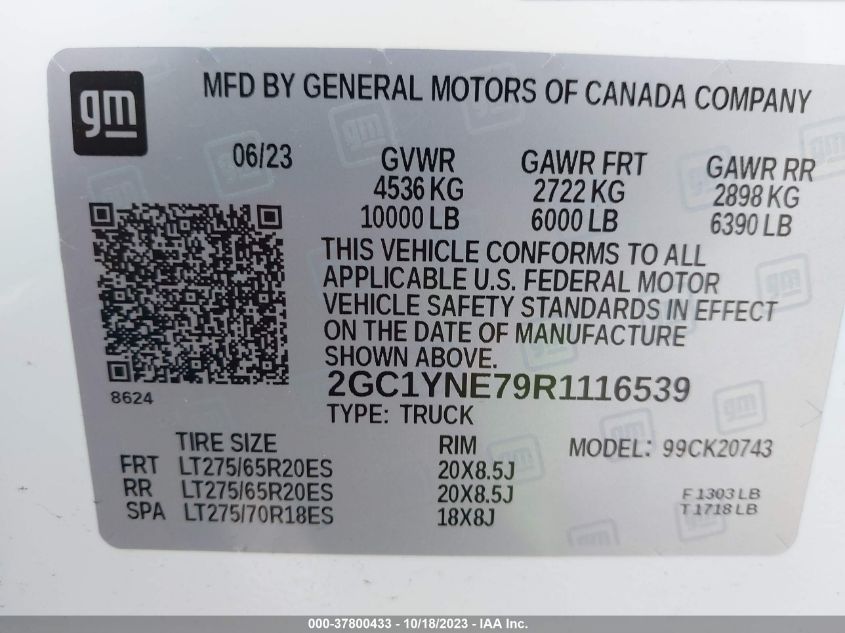 gm
MFD BY GENERAL MOTORS OF CANADA COMPANY
06/23 GVWR GAWR FRT GAWR RR
4536 KG 2722 KG 2898 KG
10000 LB 6000 LB 6390 LB
THIS VEHICLE CONFORMS TO ALL
APPLICABLE U.S. FEDERAL MOTOR
VEHICLE SAFETY STANDARDS IN EFFECT
ON THE DATE OF MANUFACTURE
SHOWN ABOVE.
8624
2GC1YNE79R1116539
TYPE: TRUCK
TIRE SIZE RIM MODEL: 99CK20743
FRT LT275/65R20ES 20X8.5J
RR LT275/65R20ES 20X8.5J F1303 LB
SPA LT275/70R18ES 18X8J T1718 LB
000-37800433 - 10/18/2023 - IAA Inc.